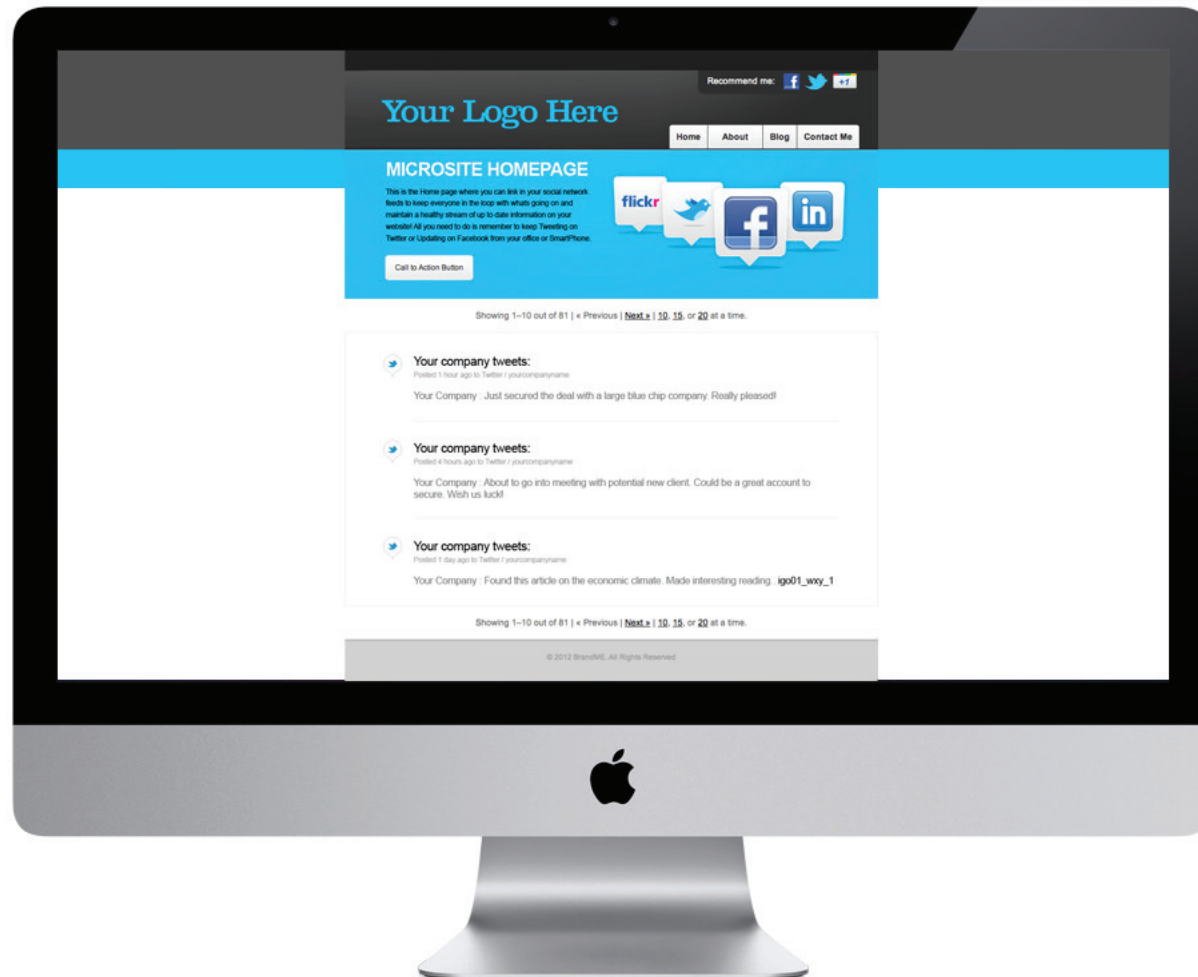 Recommend me: f +1
Your Logo Here
Home About Blog Contact Me
MICROSITE HOMEPAGE
This is the Home page where you can link in your social network
feeds to keep everyone in the loop with whats going on and
maintain a healthy stream of up to date information on your
website! All you need to do is remember to keep Tweeting on
Twitter or Updating on Facebook from your office or SmartPhone.
flickr f in
Call to Action Button
Showing 1–10 out of 81 | « Previous | Next » | 10, 15, or 20 at a time.
Your company tweets:
Posted 1 hour ago to Twitter / yourcompanyname
Your Company : Just secured the deal with a large blue chip company. Really pleased!
Your company tweets:
Posted 4 hours ago to Twitter / yourcompanyname
Your Company : About to go into meeting with potential new client. Could be a great account to
secure. Wish us luck!
Your company tweets:
Posted 1 day ago to Twitter / yourcompanyname
Your Company : Found this article on the economic climate. Made interesting reading.. igo01_wxy_1
Showing 1–10 out of 81 | « Previous | Next » | 10, 15, or 20 at a time.
© 2012 BrandME. All Rights Reserved